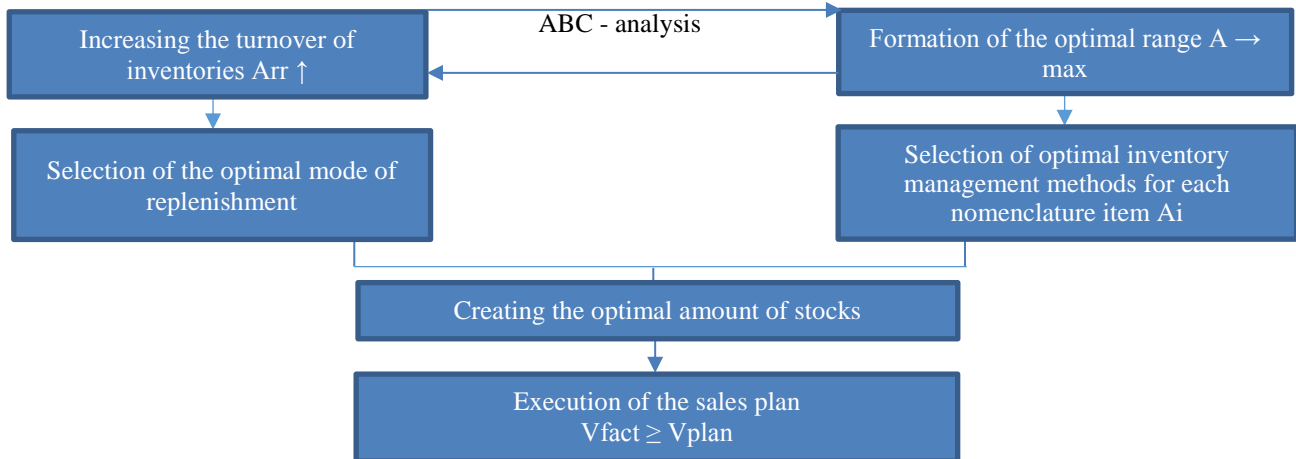 ABC - analysis
Increasing the turnover of
inventories Arr ↑
Formation of the optimal range A →
max
Selection of the optimal mode of
replenishment
Selection of optimal inventory
management methods for each
nomenclature item Ai
Creating the optimal amount of stocks
Execution of the sales plan
Vfact ≥ Vplan